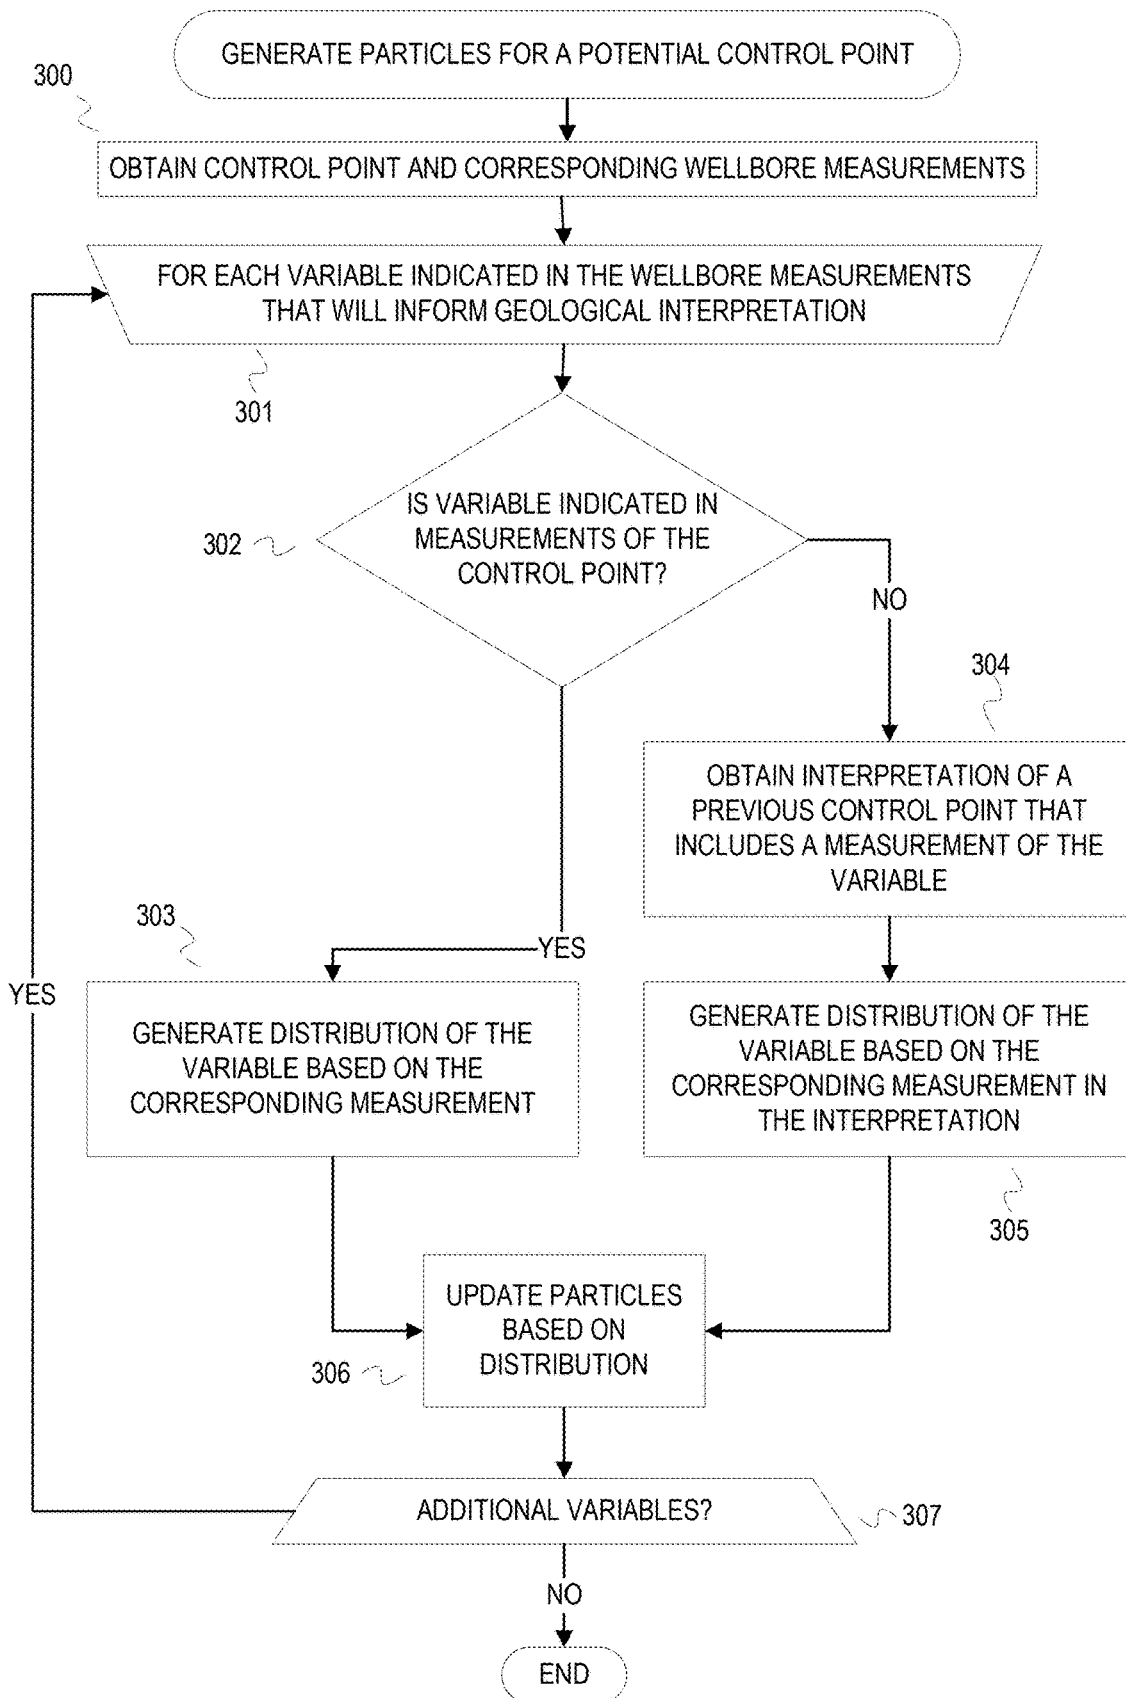 GENERATE PARTICLES FOR A POTENTIAL CONTROL POINT
300
OBTAIN CONTROL POINT AND CORRESPONDING WELLBORE MEASUREMENTS
FOR EACH VARIABLE INDICATED IN THE WELLBORE MEASUREMENTS
THAT WILL INFORM GEOLOGICAL INTERPRETATION
301
IS VARIABLE INDICATED IN
MEASUREMENTS OF THE
CONTROL POINT?
302
NO
304
OBTAIN INTERPRETATION OF A
PREVIOUS CONTROL POINT THAT
INCLUDES A MEASUREMENT OF THE
VARIABLE
303
YES
YES
GENERATE DISTRIBUTION OF THE
VARIABLE BASED ON THE
CORRESPONDING MEASUREMENT
GENERATE DISTRIBUTION OF THE
VARIABLE BASED ON THE
CORRESPONDING MEASUREMENT IN
THE INTERPRETATION
305
UPDATE PARTICLES
BASED ON
DISTRIBUTION
306
ADDITIONAL VARIABLES?
307
NO
END